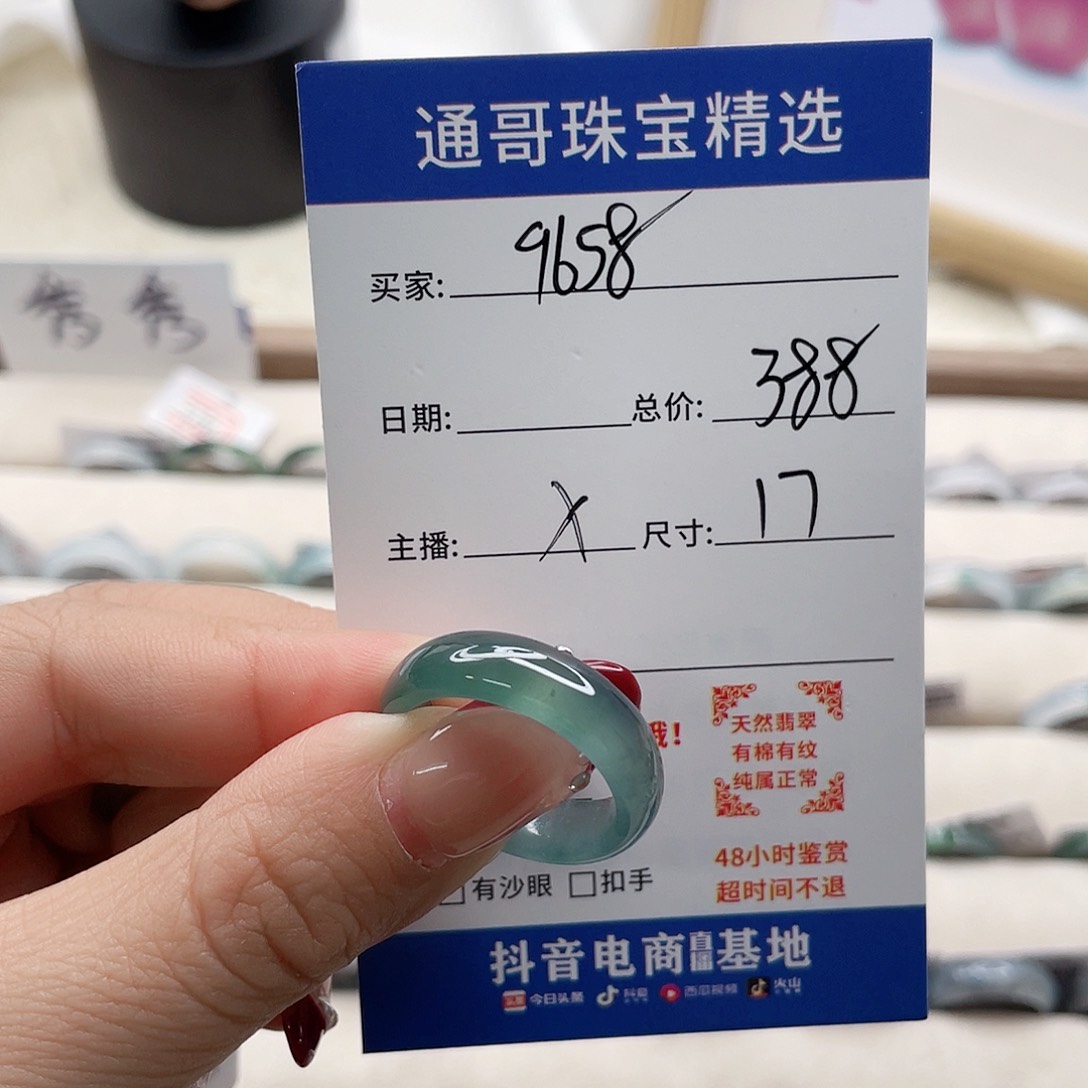 通哥珠宝精选
买家: 9658
日期: 总价: 388
主播: X 尺寸: 17
哦!
天然翡翠
有棉有纹
纯属正常
48小时鉴赏
超时间不退
□有沙眼 □扣手
抖音电商直播基地
头条 今日头条 抖音 西瓜视频 火山